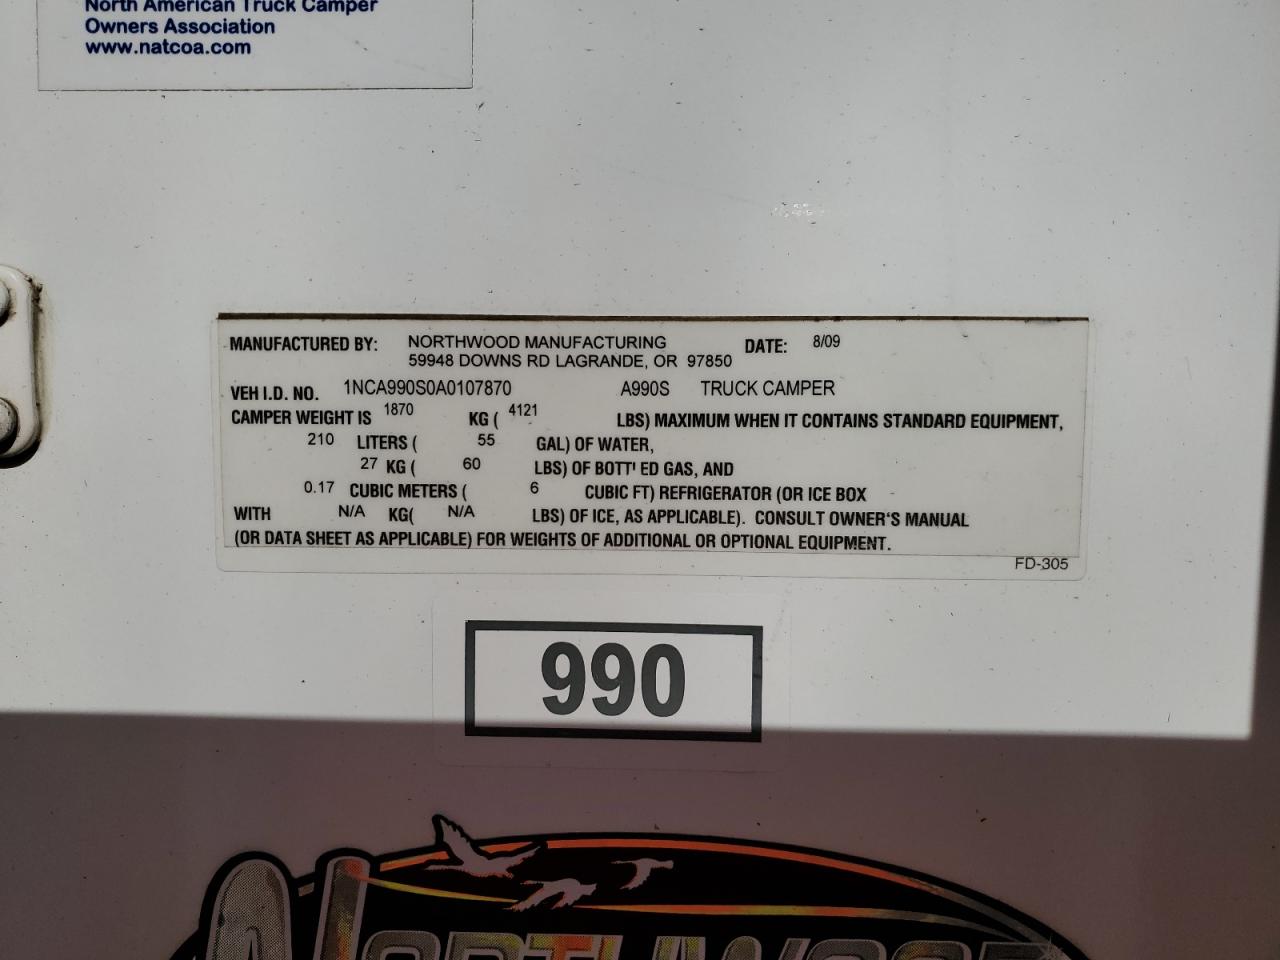 North American Truck Camper
Owners Association
www.natcoa.com
MANUFACTURED BY: NORTHWOOD MANUFACTURING DATE: 8/09
59948 DOWNS RD LAGRANDE, OR 97850
VEH I.D. NO. 1NCA990S0A0107870 A990S TRUCK CAMPER
CAMPER WEIGHT IS 1870 KG ( 4121 LBS) MAXIMUM WHEN IT CONTAINS STANDARD EQUIPMENT,
210 LITERS ( 55 GAL) OF WATER,
27 KG ( 60 LBS) OF BOTT' ED GAS, AND
0.17 CUBIC METERS ( 6 CUBIC FT) REFRIGERATOR (OR ICE BOX
WITH N/A KG( N/A LBS) OF ICE, AS APPLICABLE). CONSULT OWNER'S MANUAL
(OR DATA SHEET AS APPLICABLE) FOR WEIGHTS OF ADDITIONAL OR OPTIONAL EQUIPMENT.
FD-305
990
NORTHWOOD